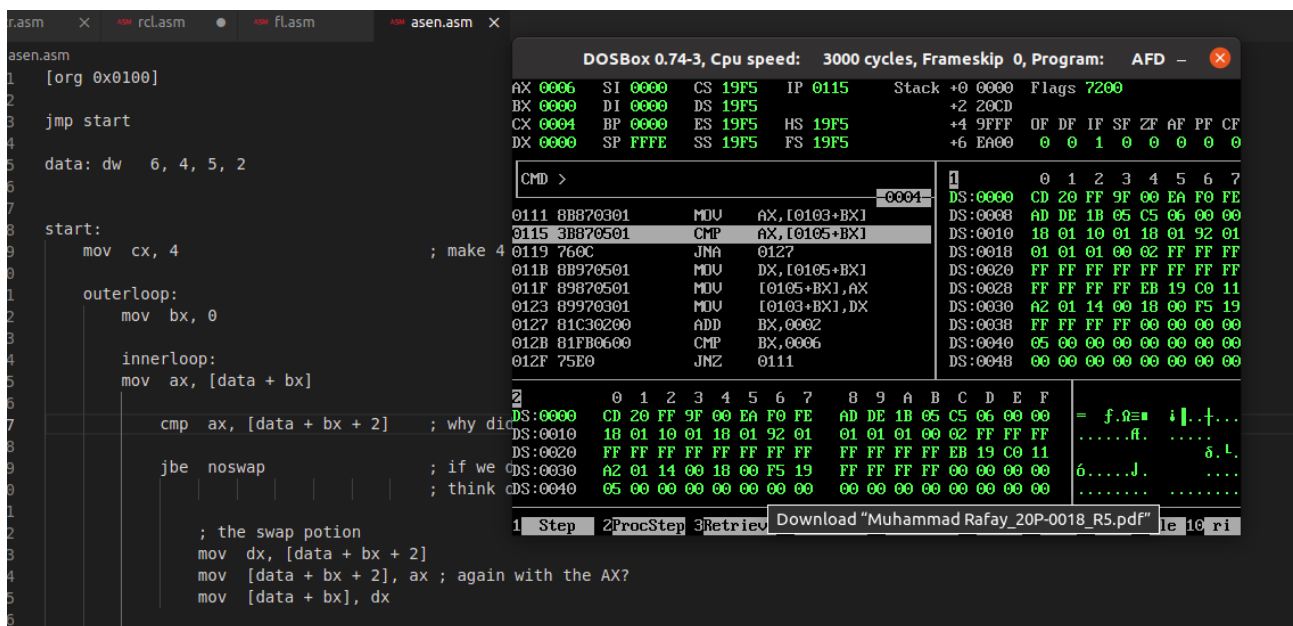 r.asm × ASM rcl.asm ● ASM fl.asm ASM asen.asm ×
asen.asm
1 [org 0x0100]
2
3 jmp start
4
5 data: dw 6, 4, 5, 2
6
7
8 start:
9 mov cx, 4 ; make 4
0
1 outerloop:
2 mov bx, 0
3
4 innerloop:
5 mov ax, [data + bx]
6
7 cmp ax, [data + bx + 2] ; why did
8
9 jbe noswap ; if we d
0 ; think o
1
2 ; the swap potion
3 mov dx, [data + bx + 2]
4 mov [data + bx + 2], ax ; again with the AX?
5 mov [data + bx], dx
6
DOSBox 0.74-3, Cpu speed: 3000 cycles, Frameskip 0, Program: AFD – ×
AX 0006 SI 0000 CS 19F5 IP 0115 Stack +0 0000 Flags 7200
BX 0000 DI 0000 DS 19F5 +2 20CD
CX 0004 BP 0000 ES 19F5 HS 19F5 +4 9FFF OF DF IF SF ZF AF PF CF
DX 0000 SP FFFE SS 19F5 FS 19F5 +6 EA00 0 0 1 0 0 0 0 0
CMD >
0004
0111 8B870301 MOV AX,[0103+BX]
0115 3B870501 CMP AX,[0105+BX]
0119 760C JNA 0127
011B 8B970501 MOV DX,[0105+BX]
011F 89870501 MOV [0105+BX],AX
0123 89970301 MOV [0103+BX],DX
0127 81C30200 ADD BX,0002
012B 81FB0600 CMP BX,0006
012F 75E0 JNZ 0111
1 0 1 2 3 4 5 6 7
DS:0000 CD 20 FF 9F 00 EA F0 FE
DS:0008 AD DE 1B 05 C5 06 00 00
DS:0010 18 01 10 01 18 01 92 01
DS:0018 01 01 01 00 02 FF FF FF
DS:0020 FF FF FF FF FF FF FF FF
DS:0028 FF FF FF FF EB 19 C0 11
DS:0030 A2 01 14 00 18 00 F5 19
DS:0038 FF FF FF FF 00 00 00 00
DS:0040 05 00 00 00 00 00 00 00
DS:0048 00 00 00 00 00 00 00 00
2 0 1 2 3 4 5 6 7 8 9 A B C D E F
DS:0000 CD 20 FF 9F 00 EA F0 FE AD DE 1B 05 C5 06 00 00
DS:0010 18 01 10 01 18 01 92 01 01 01 01 00 02 FF FF FF
DS:0020 FF FF FF FF FF FF FF FF FF FF FF FF EB 19 C0 11
DS:0030 A2 01 14 00 18 00 F5 19 FF FF FF FF 00 00 00 00
DS:0040 05 00 00 00 00 00 00 00 00 00 00 00 00 00 00 00
1 Step 2ProcStep 3Retriev le 10 ri
Download “Muhammad Rafay_20P-0018_R5.pdf”